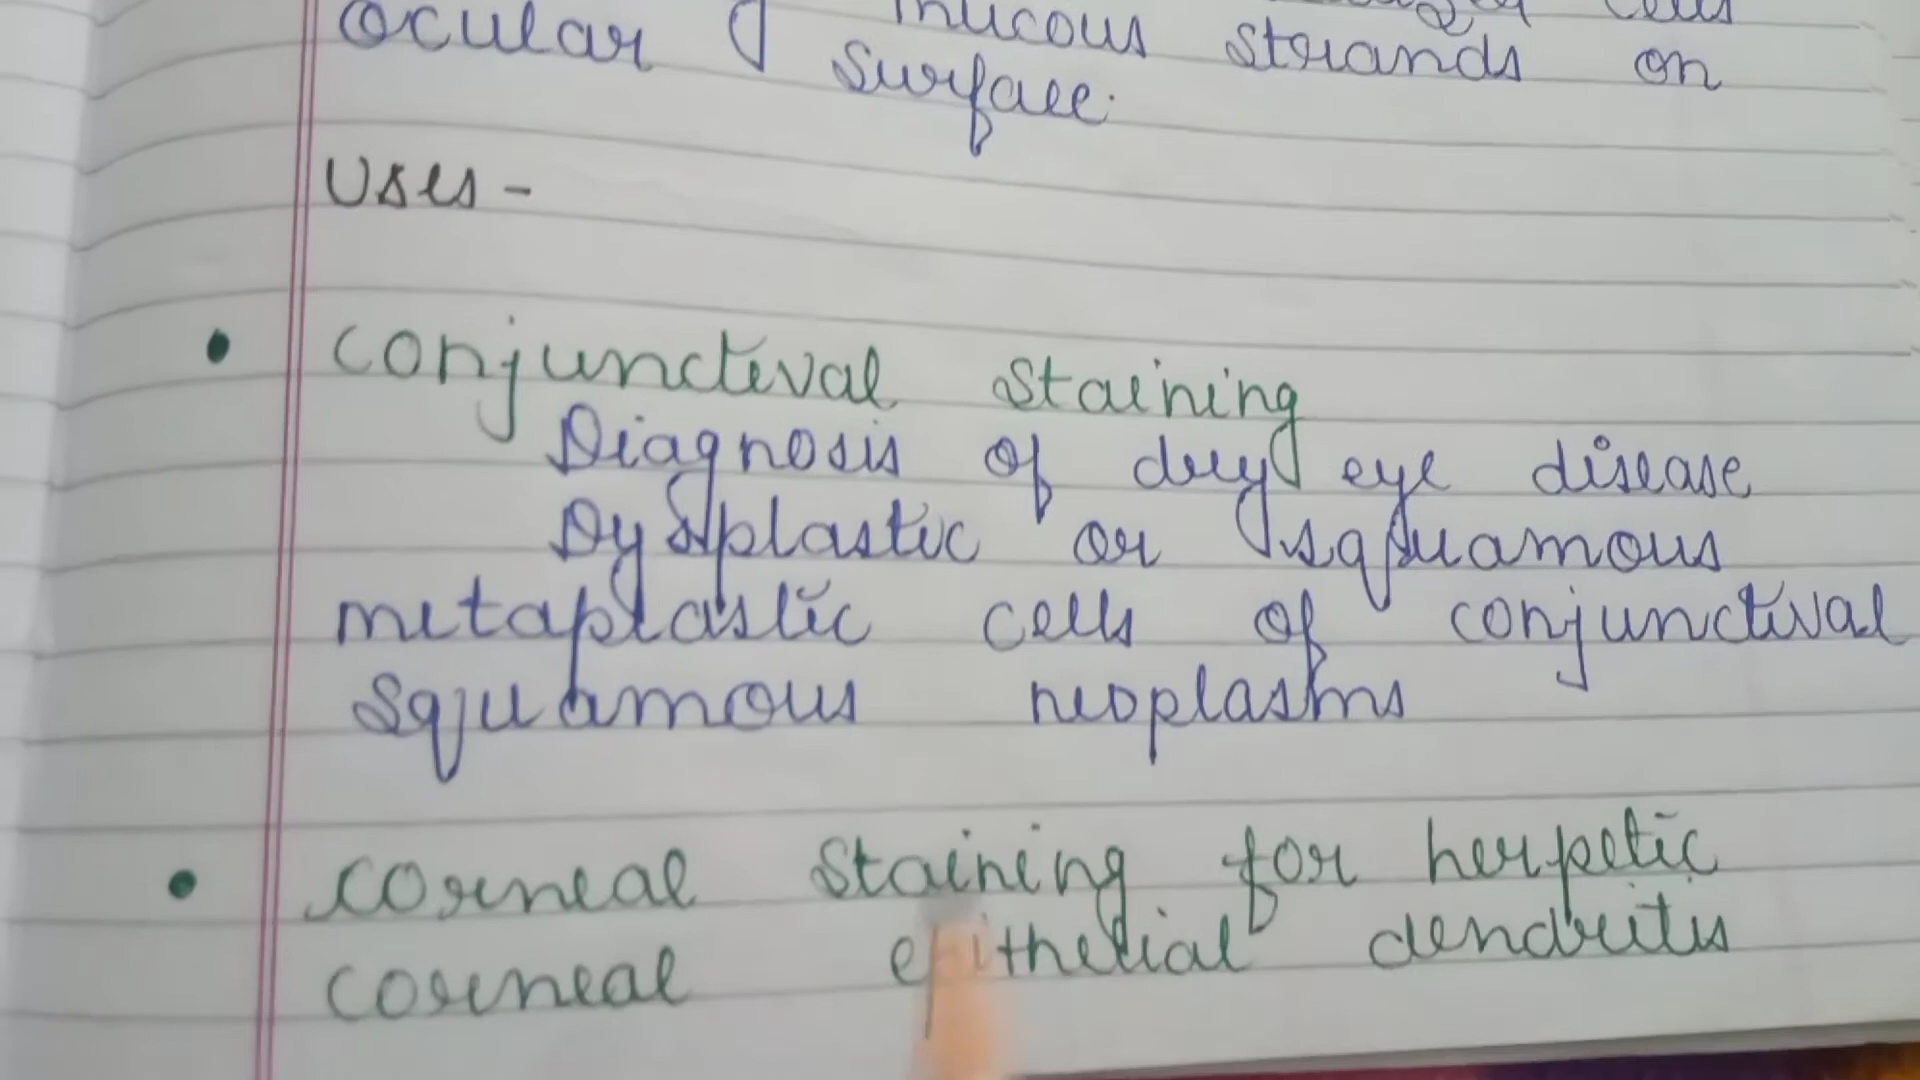 cells
ocular mucous strands on
surface.
Uses -
• Conjunctival staining
Diagnosis of dry eye disease
Dysplastic or squamous
metaplastic cells of conjunctival
Squamous neoplasms
• Corneal Staining for herpetic
corneal epithelial dendritis